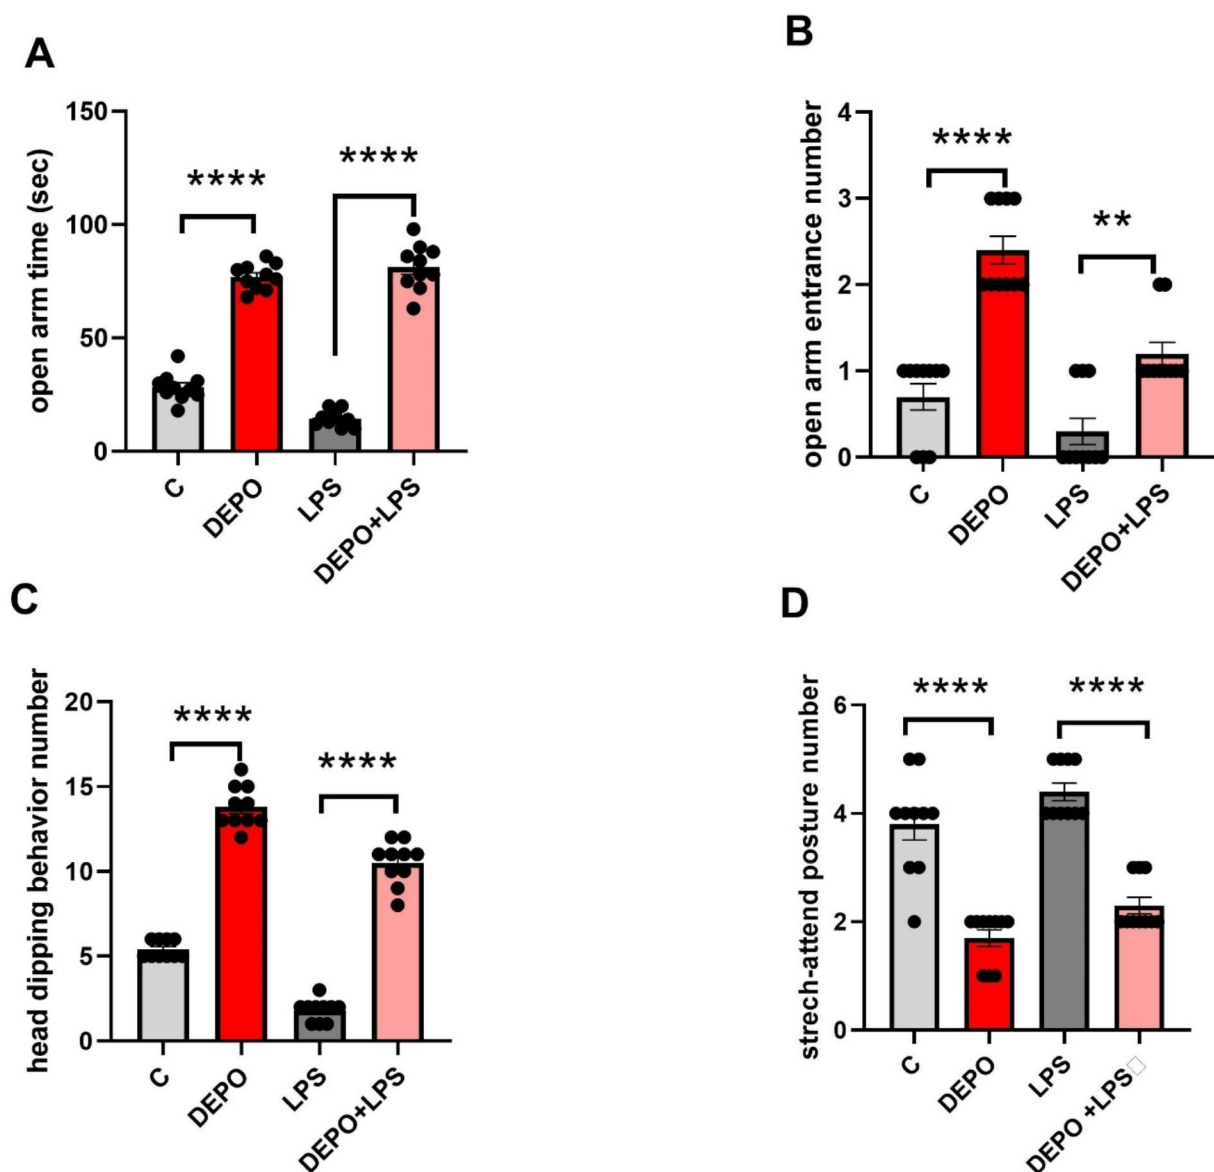 A
open arm time (sec)
150
100
50
0
****
****
C
DEPO
LPS
DEPO+LPS
B
open arm entrance number
4
3
2
1
0
****
**
C
DEPO
LPS
DEPO+LPS
C
head dipping behavior number
20
15
10
5
0
****
****
C
DEPO
LPS
DEPO+LPS
D
strech-attend posture number
6
4
2
0
****
****
C
DEPO
LPS
DEPO +LPS◇